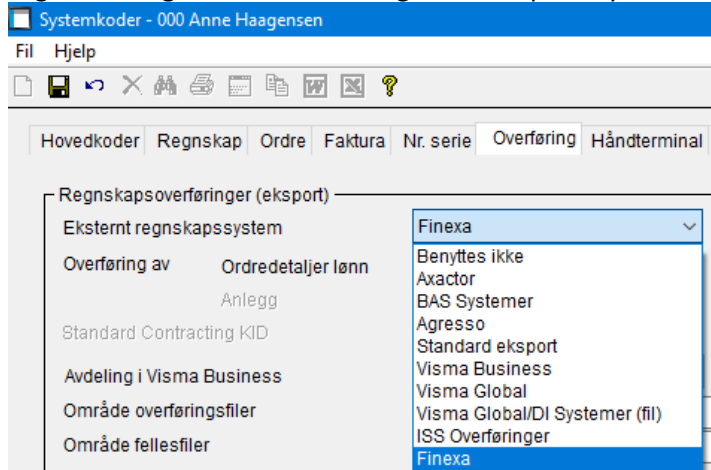 Systemkoder - 000 Anne Haagensen
Fil Hjelp
Hovedkoder Regnskap Ordre Faktura Nr. serie Overføring Håndterminal
Regnskapsoverføringer (eksport)
Eksternt regnskapssystem Finexa
Overføring av Ordredetaljer lønn
Anlegg
Standard Contracting KID
Avdeling i Visma Business
Område overføringsfiler
Område fellesfiler
Benyttes ikke
Axactor
BAS Systemer
Agresso
Standard eksport
Visma Business
Visma Global
Visma Global/DI Systemer (fil)
ISS Overføringer
Finexa